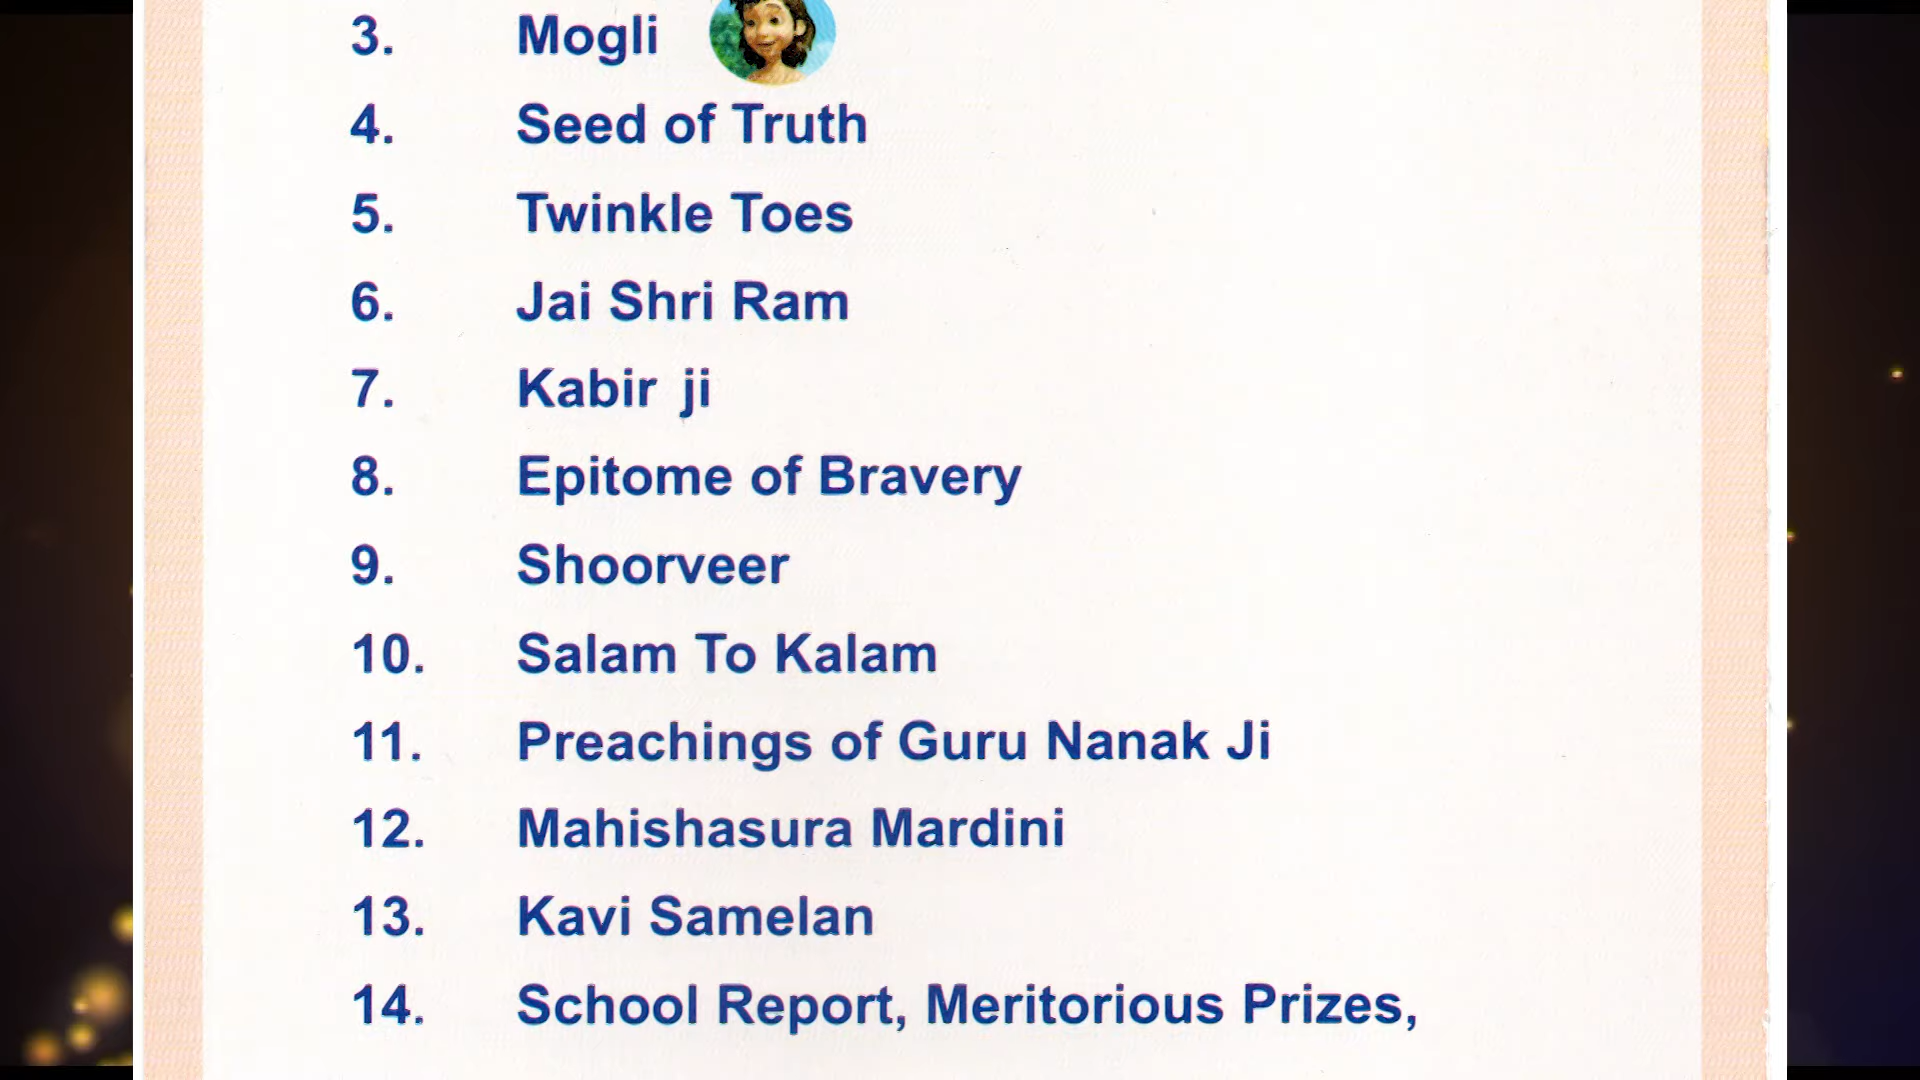 3. Mogli
4. Seed of Truth
5. Twinkle Toes
6. Jai Shri Ram
7. Kabir ji
8. Epitome of Bravery
9. Shoorveer
10. Salam To Kalam
11. Preachings of Guru Nanak Ji
12. Mahishasura Mardini
13. Kavi Samelan
14. School Report, Meritorious Prizes,